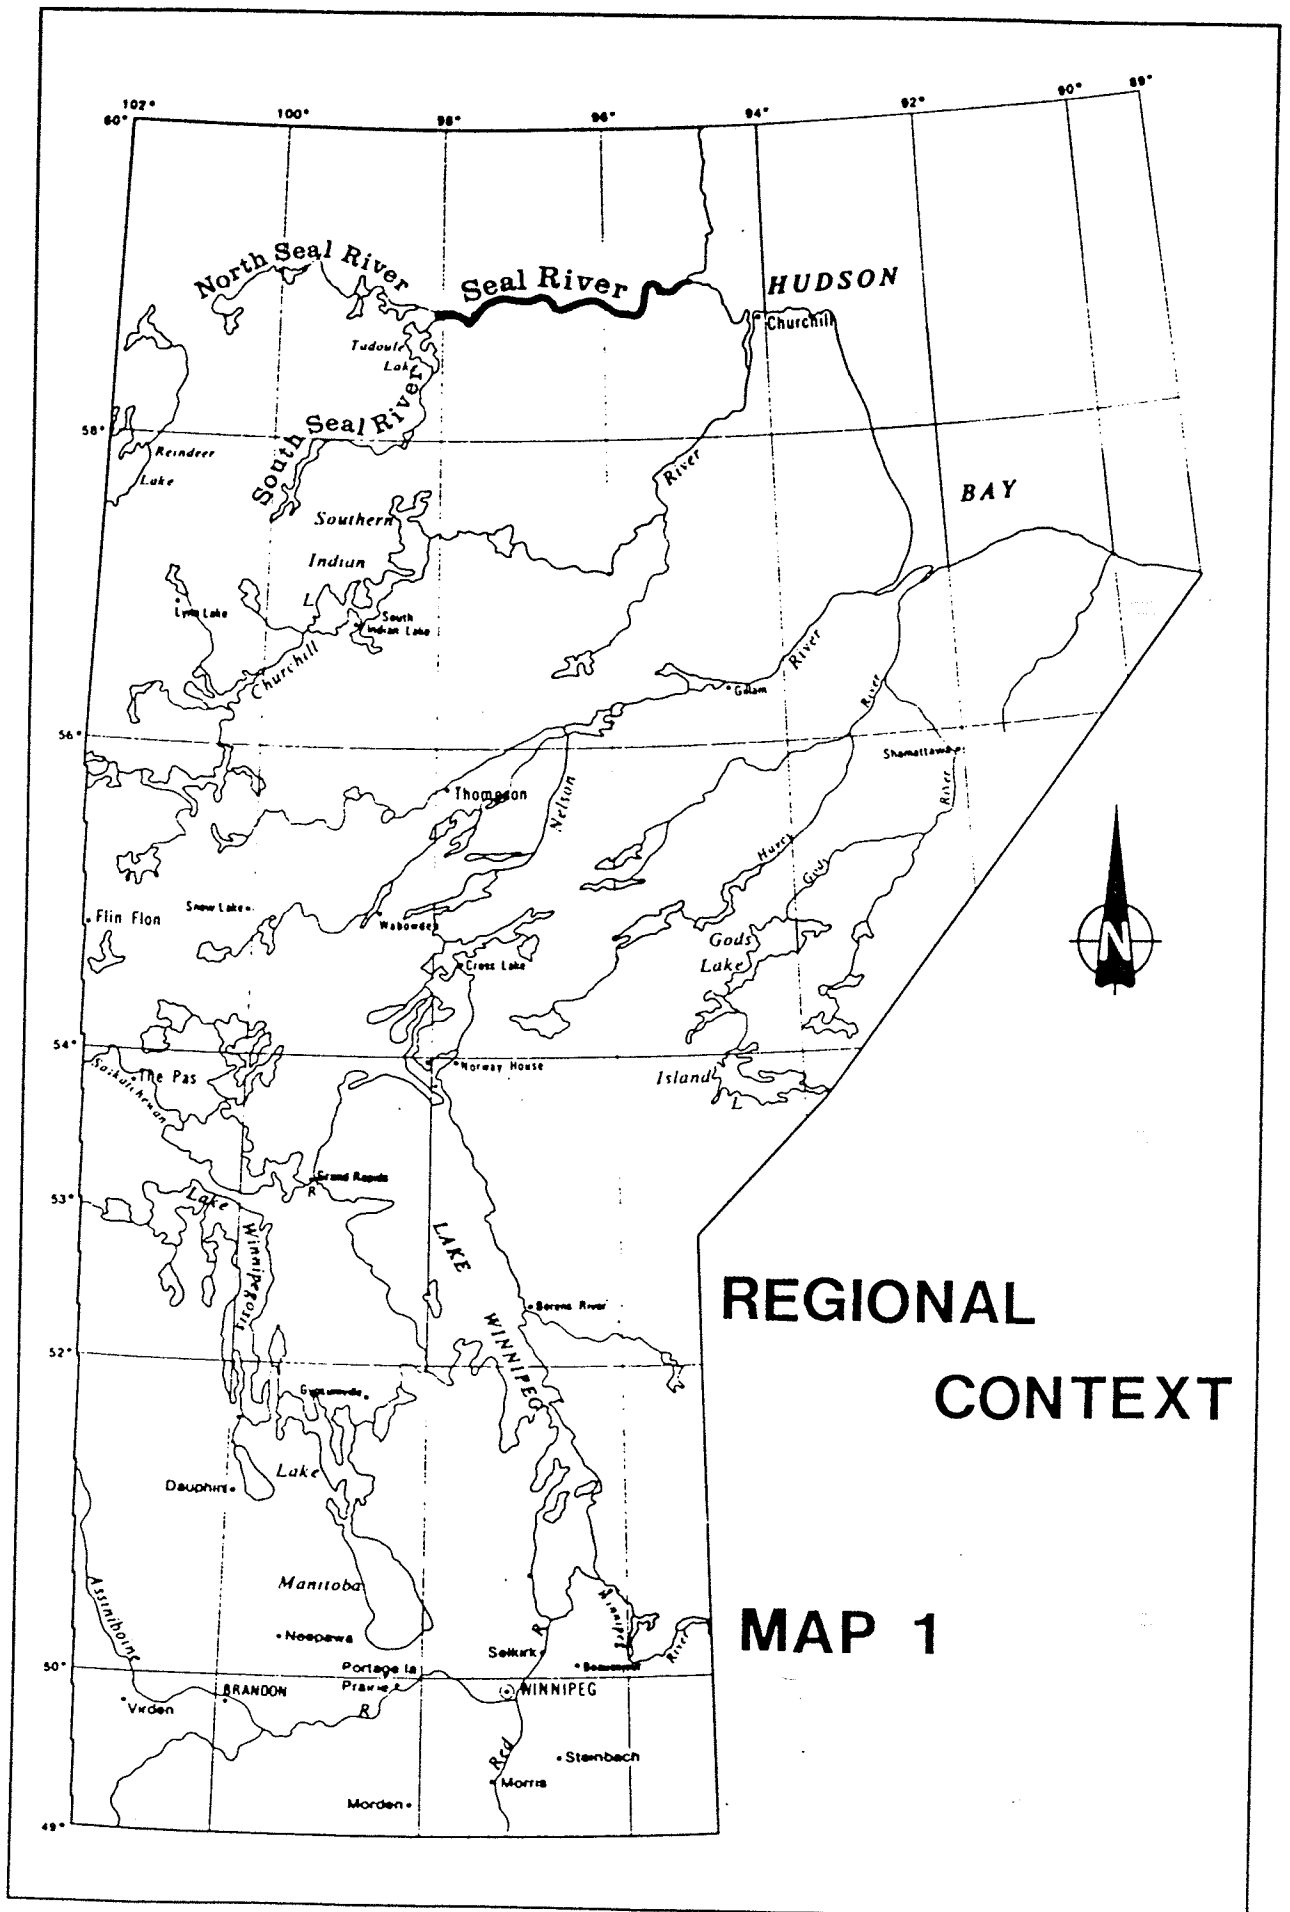 102° 100° 98° 96° 94° 92° 90° 89°
60°
North Seal River
Seal River
HUDSON
Churchill
Tadoule
Lake
South Seal River
58°
Reindeer
Lake
River
BAY
Southern
Indian
L
Lynn Lake
South
Indian Lake
Churchill
River
Gillam
River
56°
Shamattawa
Thompson
Nelson
River
Hayes
Gods
Snow Lake
Flin Flon
Wabowden
Gods
Lake
Cross Lake
N
54°
Saskatchewan
The Pas
Norway House
Island
L
Grand Rapids
R
53°
Lake
Winnipegosis
LAKE
WINNIPEG
Berens River
REGIONAL
52°
Gypsumville
CONTEXT
Lake
Dauphin
Manitoba
Assiniboine
Winnipeg
River
MAP 1
Neepawa
R
Selkirk
Beausejour
50°
Portage la
Prairie
BRANDON
WINNIPEG
Virden
R
Red
Steinbach
Morris
Morden
49°